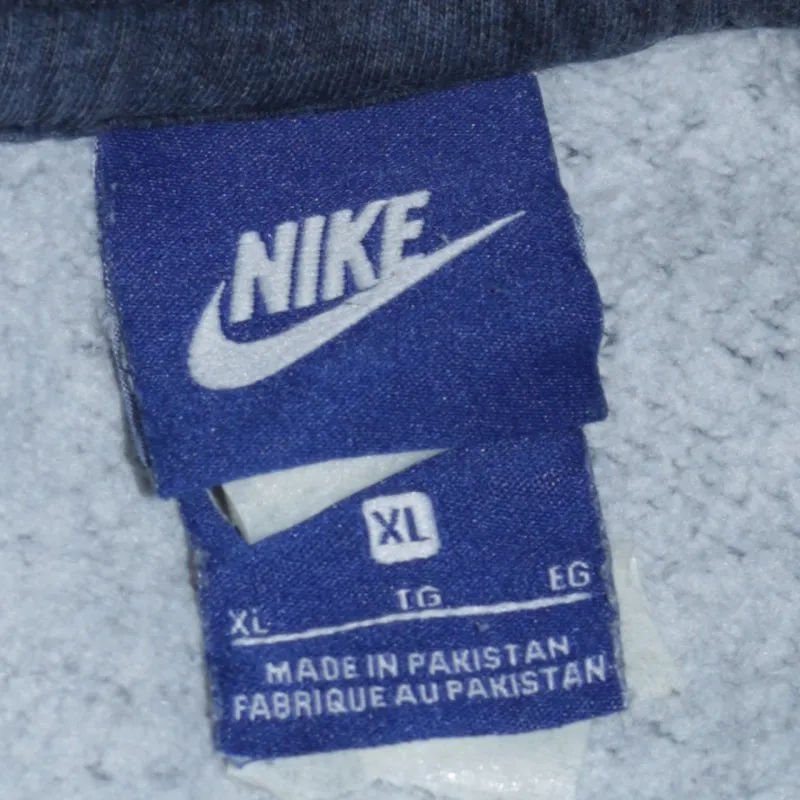 NIKE
XL
XL TG EG
MADE IN PAKISTAN
FABRIQUE AU PAKISTAN